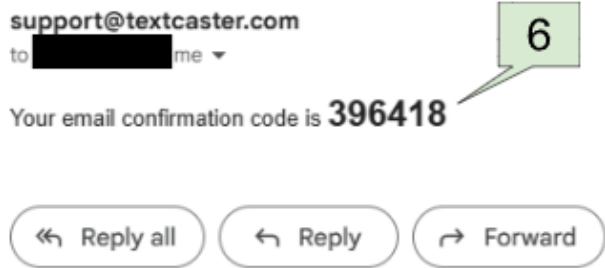 support@textcaster.com
6
to me
Your email confirmation code is 396418
Reply all
Reply
Forward